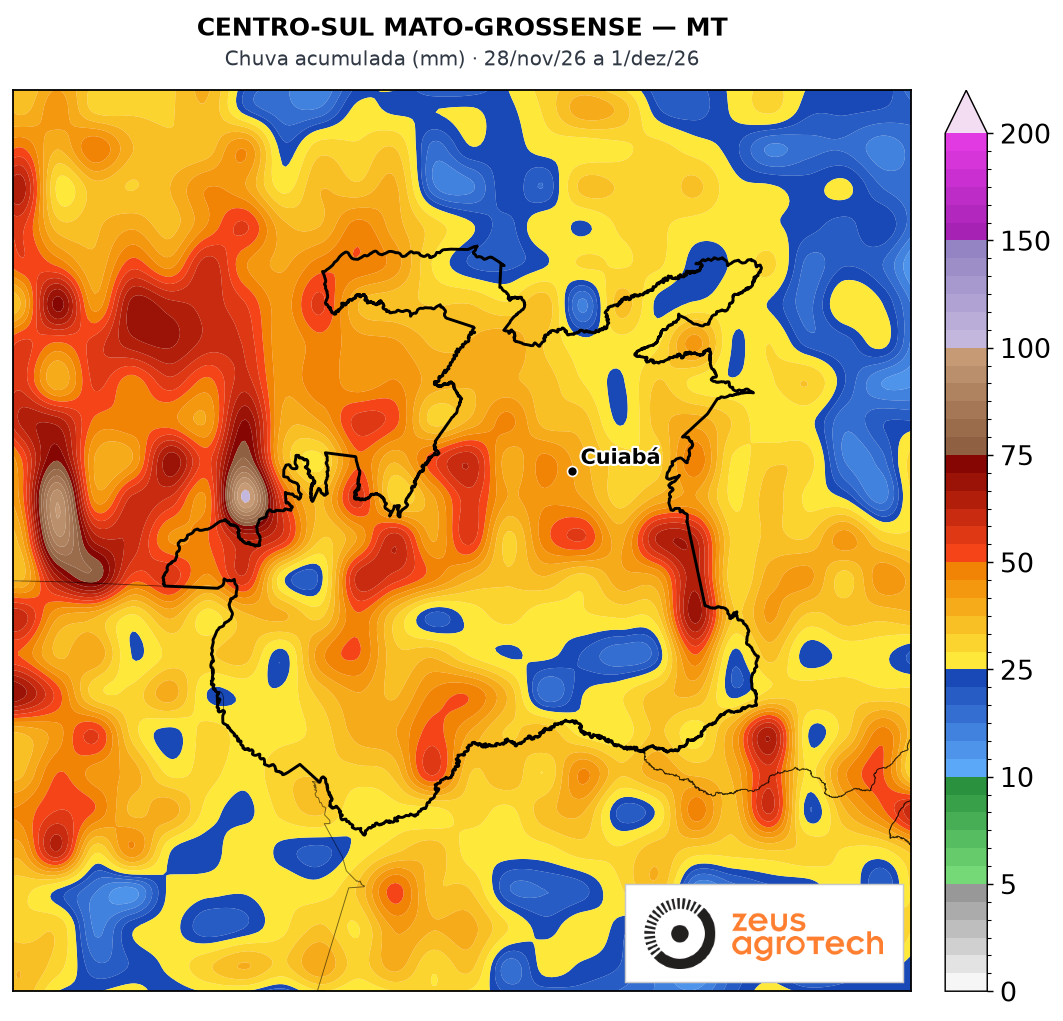 CENTRO-SUL MATO-GROSSENSE — MT
Chuva acumulada (mm) · 28/nov/26 a 1/dez/26
200
150
100
75
50
25
10
5
0
Cuiabá
zeus
agrotech